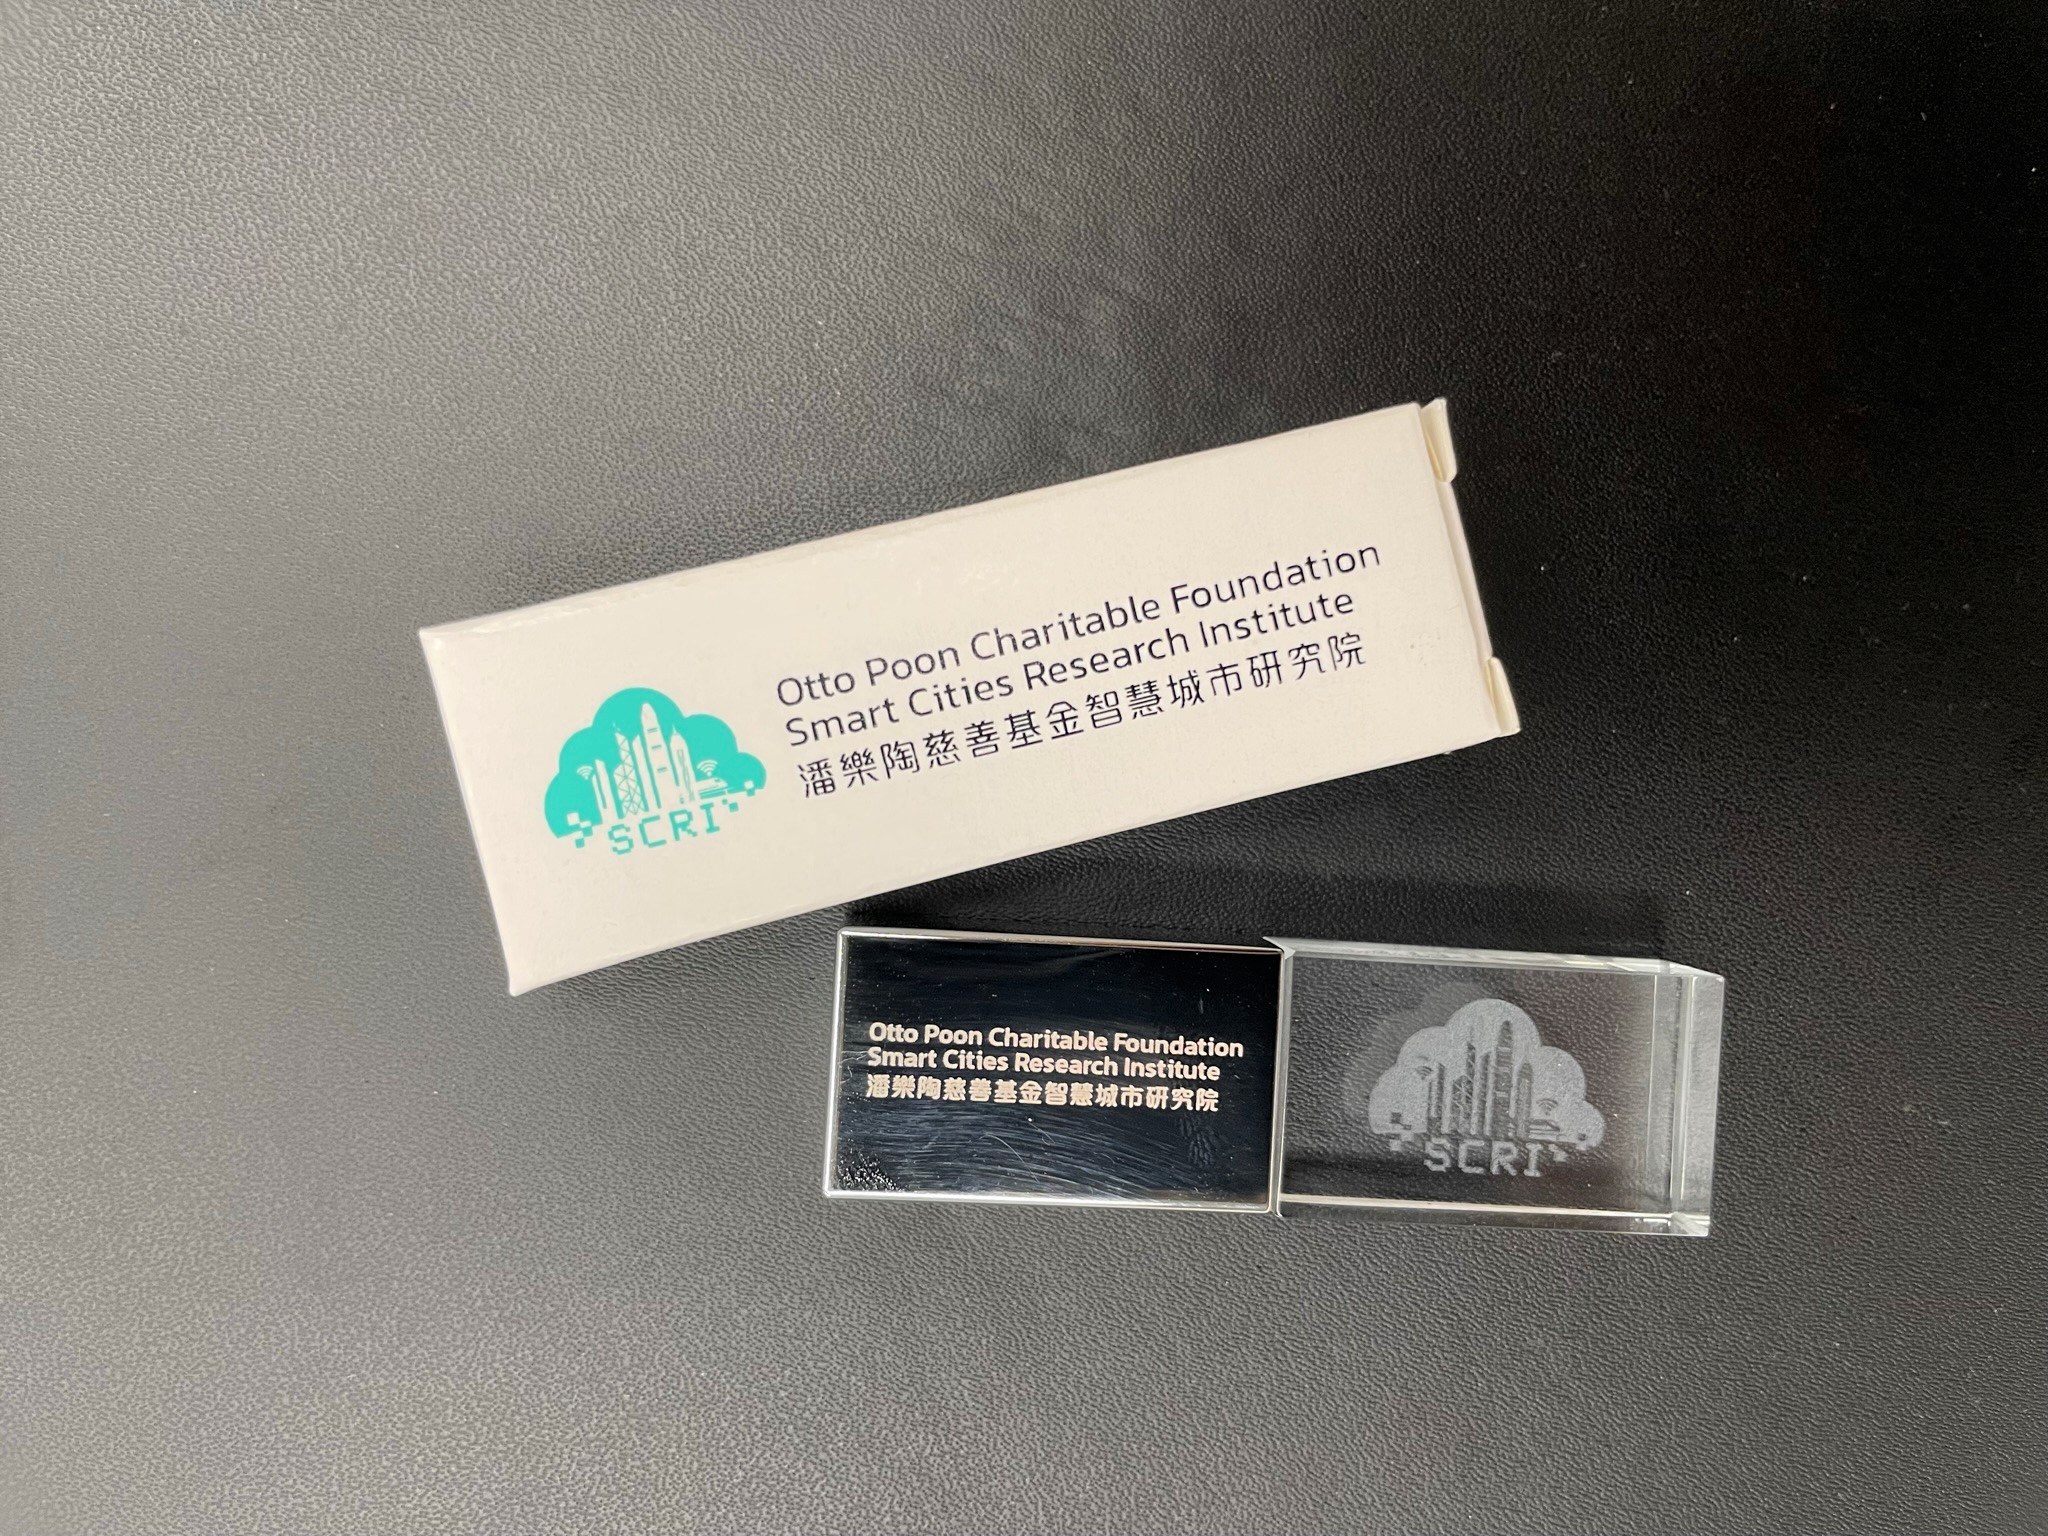 Otto Poon Charitable Foundation
Smart Cities Research Institute
潘樂陶慈善基金智慧城市研究院
SCRI
Otto Poon Charitable Foundation
Smart Cities Research Institute
潘樂陶慈善基金智慧城市研究院
SCRI